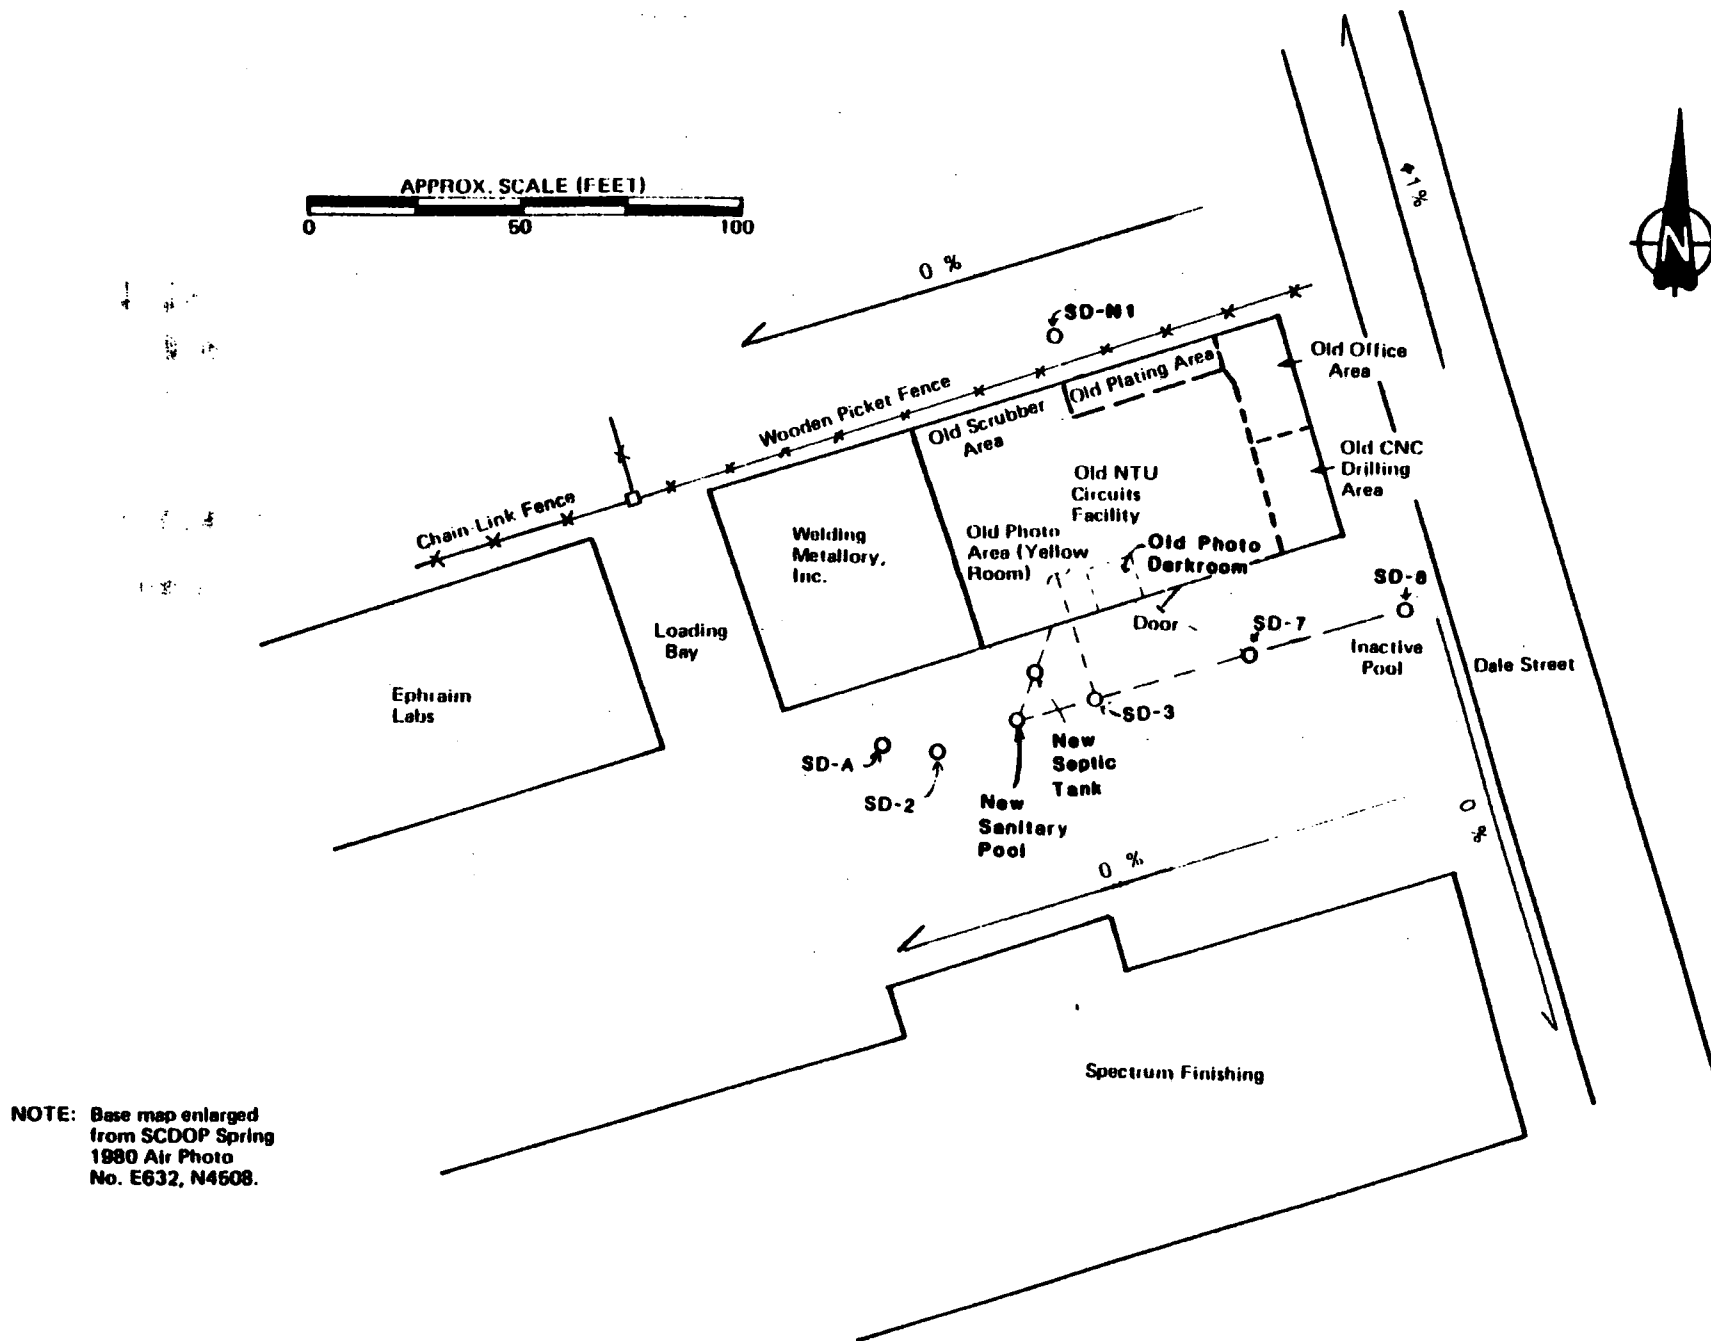 APPROX. SCALE (FEET)
0 50 100
1%
N
0 %
SD-N1
Old Office
Area
Old Plating Area
Wooden Picket Fence
Old Scrubber
Area
Old CNC
Drilling
Area
Old NTU
Circuits
Facility
Chain-Link Fence
Welding
Metallory,
Inc.
Old Photo
Area (Yellow
Room)
Old Photo
Darkroom
SD-8
Door
SD-7
Loading
Bay
Inactive
Pool
Dale Street
Ephraim
Labs
SD-3
New
Septic
Tank
SD-A
SD-2
New
Sanitary
Pool
0 %
0 %
Spectrum Finishing
NOTE: Base map enlarged
from SCDOP Spring
1980 Air Photo
No. E632, N4508.